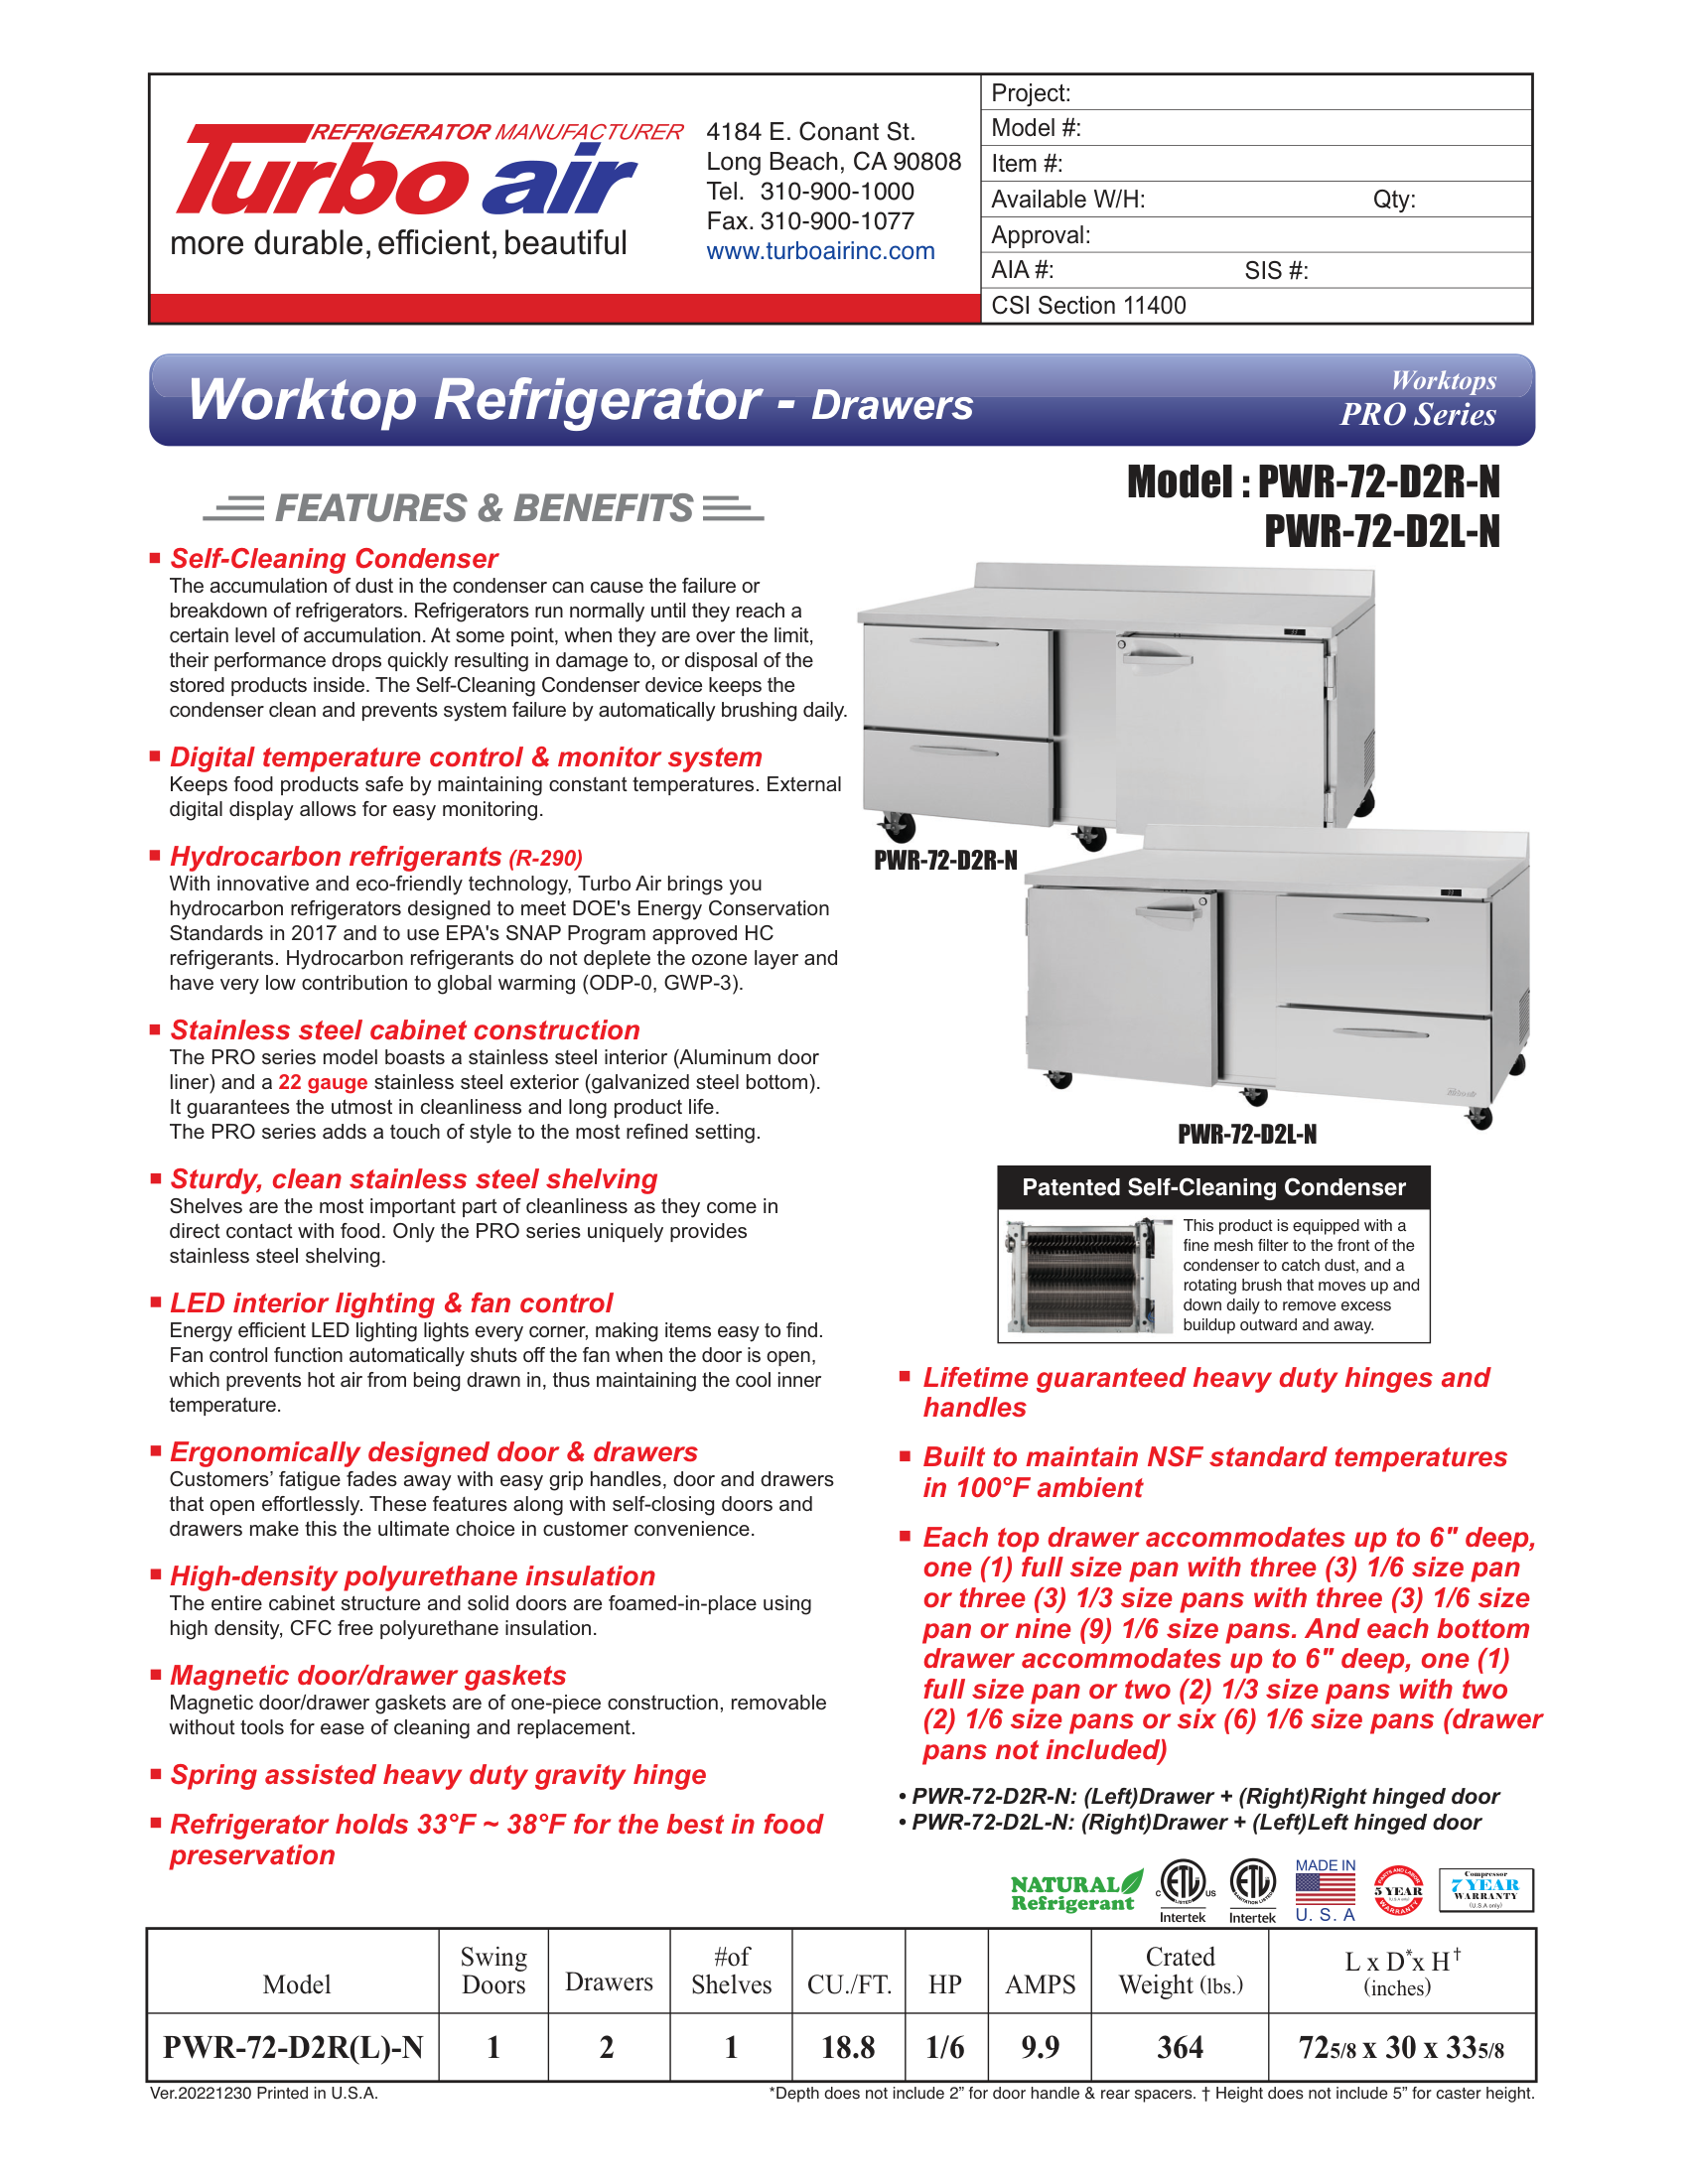 REFRIGERATOR MANUFACTURER
Turbo air
more durable, efficient, beautiful
4184 E. Conant St.
Long Beach, CA 90808
Tel. 310-900-1000
Fax. 310-900-1077
www.turboairinc.com
Project:
Model #:
Item #:
Available W/H: Qty:
Approval:
AIA #: SIS #:
CSI Section 11400
Worktop Refrigerator - Drawers
Worktops
PRO Series
Model : PWR-72-D2R-N
PWR-72-D2L-N
FEATURES & BENEFITS
Self-Cleaning Condenser
The accumulation of dust in the condenser can cause the failure or
breakdown of refrigerators. Refrigerators run normally until they reach a
certain level of accumulation. At some point, when they are over the limit,
their performance drops quickly resulting in damage to, or disposal of the
stored products inside. The Self-Cleaning Condenser device keeps the
condenser clean and prevents system failure by automatically brushing daily.
Digital temperature control & monitor system
Keeps food products safe by maintaining constant temperatures. External
digital display allows for easy monitoring.
Hydrocarbon refrigerants (R-290)
With innovative and eco-friendly technology, Turbo Air brings you
hydrocarbon refrigerators designed to meet DOE's Energy Conservation
Standards in 2017 and to use EPA's SNAP Program approved HC
refrigerants. Hydrocarbon refrigerants do not deplete the ozone layer and
have very low contribution to global warming (ODP-0, GWP-3).
Stainless steel cabinet construction
The PRO series model boasts a stainless steel interior (Aluminum door
liner) and a 22 gauge stainless steel exterior (galvanized steel bottom).
It guarantees the utmost in cleanliness and long product life.
The PRO series adds a touch of style to the most refined setting.
Sturdy, clean stainless steel shelving
Shelves are the most important part of cleanliness as they come in
direct contact with food. Only the PRO series uniquely provides
stainless steel shelving.
LED interior lighting & fan control
Energy efficient LED lighting lights every corner, making items easy to find.
Fan control function automatically shuts off the fan when the door is open,
which prevents hot air from being drawn in, thus maintaining the cool inner
temperature.
Ergonomically designed door & drawers
Customers' fatigue fades away with easy grip handles, door and drawers
that open effortlessly. These features along with self-closing doors and
drawers make this the ultimate choice in customer convenience.
High-density polyurethane insulation
The entire cabinet structure and solid doors are foamed-in-place using
high density, CFC free polyurethane insulation.
Magnetic door/drawer gaskets
Magnetic door/drawer gaskets are of one-piece construction, removable
without tools for ease of cleaning and replacement.
Spring assisted heavy duty gravity hinge
Refrigerator holds 33°F ~ 38°F for the best in food
preservation
PWR-72-D2R-N
Turbo air
PWR-72-D2L-N
Patented Self-Cleaning Condenser
This product is equipped with a
fine mesh filter to the front of the
condenser to catch dust, and a
rotating brush that moves up and
down daily to remove excess
buildup outward and away.
Lifetime guaranteed heavy duty hinges and
handles
Built to maintain NSF standard temperatures
in 100°F ambient
Each top drawer accommodates up to 6" deep,
one (1) full size pan with three (3) 1/6 size pan
or three (3) 1/3 size pans with three (3) 1/6 size
pan or nine (9) 1/6 size pans. And each bottom
drawer accommodates up to 6" deep, one (1)
full size pan or two (2) 1/3 size pans with two
(2) 1/6 size pans or six (6) 1/6 size pans (drawer
pans not included)
• PWR-72-D2R-N: (Left)Drawer + (Right)Right hinged door
• PWR-72-D2L-N: (Right)Drawer + (Left)Left hinged door
NATURAL
Refrigerant
C ETL US
LISTED
Intertek
ETL
SANITATION LISTED
Intertek
MADE IN
U. S. A
PARTS AND LABOR
5 YEAR
(U.S.A only)
WARRANTY
Compressor
7 YEAR
WARRANTY
(U.S.A only)
Model
Swing
Doors
Drawers
#of
Shelves
CU./FT.
HP
AMPS
Crated
Weight (lbs.)
L x D*x H†
(inches)
PWR-72-D2R(L)-N 1 2 1 18.8 1/6 9.9 364 725/8 x 30 x 335/8
Ver.20221230 Printed in U.S.A.
*Depth does not include 2” for door handle & rear spacers. † Height does not include 5” for caster height.